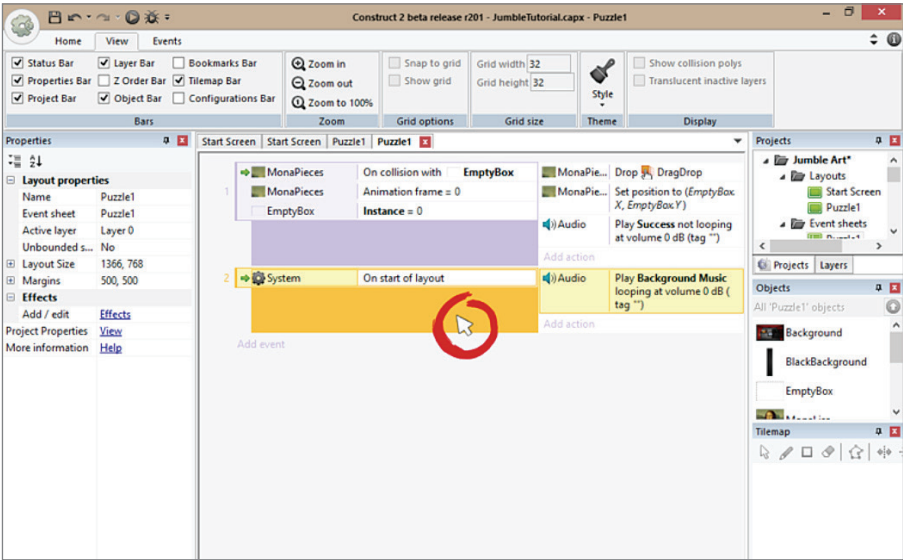 Construct 2 beta release r201 - JumbleTutorial.capx - Puzzle1
Home View Events
Status Bar Layer Bar Bookmarks Bar
Properties Bar Z Order Bar Tilemap Bar
Project Bar Object Bar Configurations Bar
Bars
Zoom in
Zoom out
Zoom to 100%
Zoom
Snap to grid
Show grid
Grid options
Grid width 32
Grid height 32
Grid size
Style
Theme
Show collision polys
Translucent inactive layers
Display
Properties
Layout properties
Name Puzzle1
Event sheet Puzzle1
Active layer Layer 0
Unbounded s... No
Layout Size 1366, 768
Margins 500, 500
Effects
Add / edit Effects
Project Properties View
More information Help
Start Screen Start Screen Puzzle1 Puzzle1
1
MonaPieces On collision with EmptyBox
MonaPieces Animation frame = 0
EmptyBox Instance = 0
MonaPie... Drop DragDrop
MonaPie... Set position to (EmptyBox.
X, EmptyBox.Y)
Audio Play Success not looping
at volume 0 dB (tag "")
Add action
2 System On start of layout
Audio Play Background Music
looping at volume 0 dB (
tag "")
Add action
Add event
Projects
Jumble Art*
Layouts
Start Screen
Puzzle1
Event sheets
Projects Layers
Objects
All 'Puzzle1' objects
Background
BlackBackground
EmptyBox
Tilemap